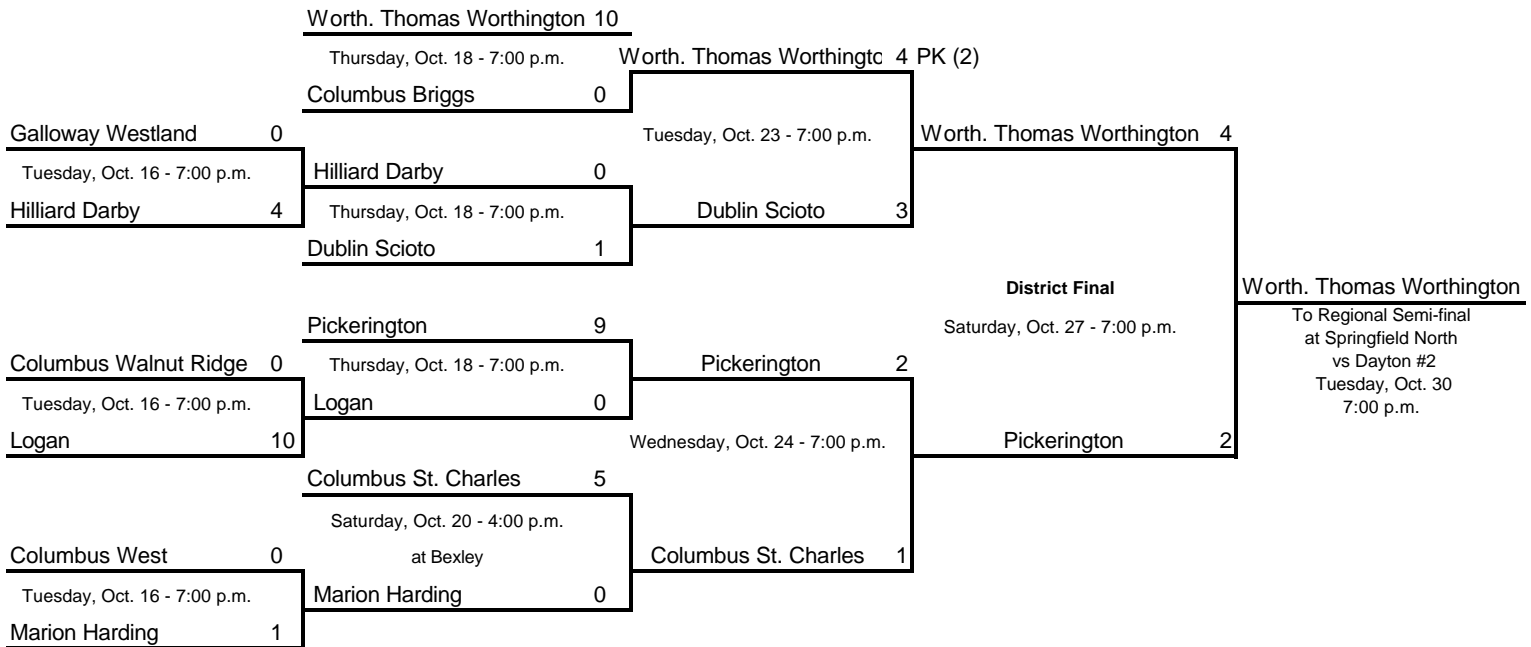 Worth. Thomas Worthington 10
Thursday, Oct. 18 - 7:00 p.m.
Worth. Thomas Worthingtc 4 PK (2)
Columbus Briggs 0
Galloway Westland 0
Tuesday, Oct. 23 - 7:00 p.m.
Worth. Thomas Worthington 4
Tuesday, Oct. 16 - 7:00 p.m.
Hilliard Darby 0
Hilliard Darby 4
Thursday, Oct. 18 - 7:00 p.m.
Dublin Scioto 3
Dublin Scioto 1
District Final
Worth. Thomas Worthington
Pickerington 9
Saturday, Oct. 27 - 7:00 p.m.
To Regional Semi-final
at Springfield North
vs Dayton #2
Tuesday, Oct. 30
7:00 p.m.
Columbus Walnut Ridge 0
Thursday, Oct. 18 - 7:00 p.m.
Pickerington 2
Tuesday, Oct. 16 - 7:00 p.m.
Logan 0
Logan 10
Wednesday, Oct. 24 - 7:00 p.m.
Pickerington 2
Columbus St. Charles 5
Saturday, Oct. 20 - 4:00 p.m.
Columbus West 0
at Bexley
Columbus St. Charles 1
Tuesday, Oct. 16 - 7:00 p.m.
Marion Harding 0
Marion Harding 1